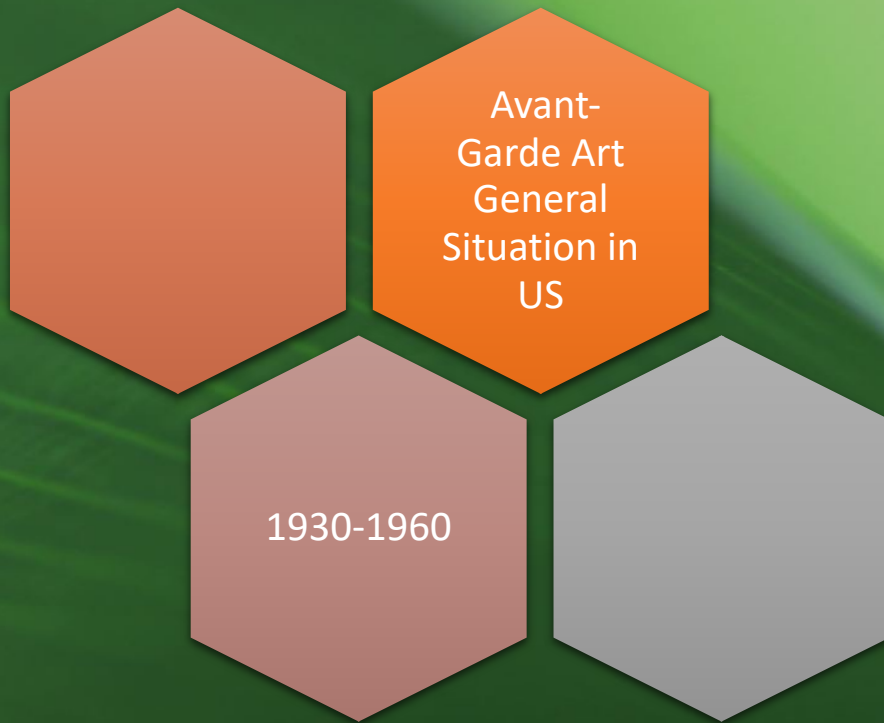 Avant-
Garde Art
General
Situation in
US
1930-1960